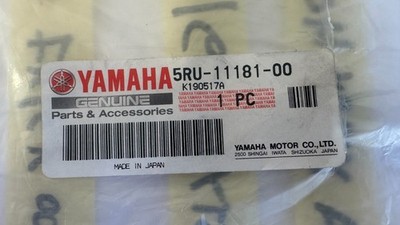 YAMAHA 5RU-11181-00
K190517A
GENUINE
Parts & Accessories
1 PC
MADE IN JAPAN
YAMAHA MOTOR CO.,LTD.
2500 SHINGAI IWATA SHIZUOKA JAPAN